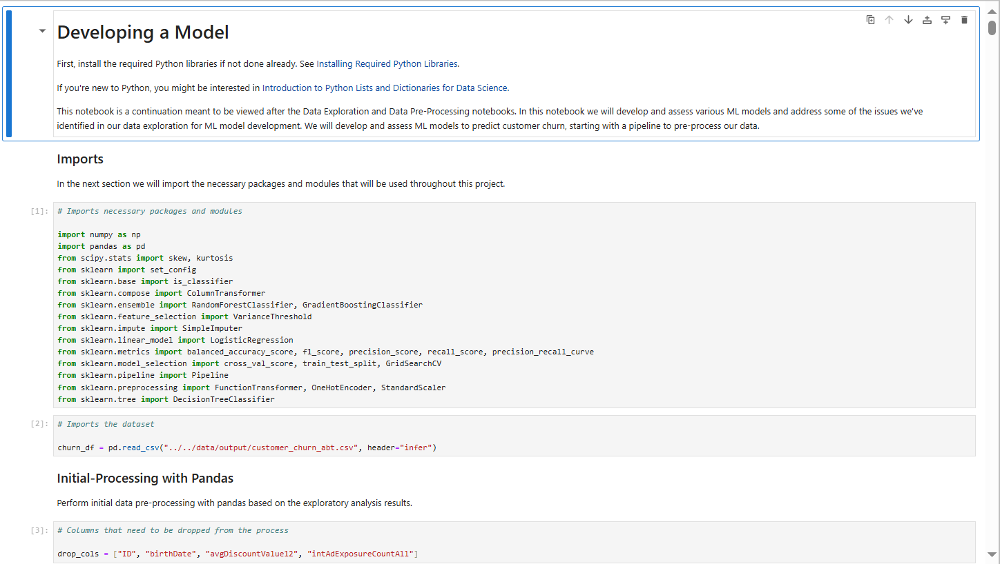 Developing a Model
First, install the required Python libraries if not done already. See Installing Required Python Libraries.
If you're new to Python, you might be interested in Introduction to Python Lists and Dictionaries for Data Science.
This notebook is a continuation meant to be viewed after the Data Exploration and Data Pre-Processing notebooks. In this notebook we will develop and assess various ML models and address some of the issues we've
identified in our data exploration for ML model development. We will develop and assess ML models to predict customer churn, starting with a pipeline to pre-process our data.
Imports
In the next section we will import the necessary packages and modules that will be used throughout this project.
[1]: # Imports necessary packages and modules
import numpy as np
import pandas as pd
from scipy.stats import skew, kurtosis
from sklearn import set_config
from sklearn.base import is_classifier
from sklearn.compose import ColumnTransformer
from sklearn.ensemble import RandomForestClassifier, GradientBoostingClassifier
from sklearn.feature_selection import VarianceThreshold
from sklearn.impute import SimpleImputer
from sklearn.linear_model import LogisticRegression
from sklearn.metrics import balanced_accuracy_score, f1_score, precision_score, recall_score, precision_recall_curve
from sklearn.model_selection import cross_val_score, train_test_split, GridSearchCV
from sklearn.pipeline import Pipeline
from sklearn.preprocessing import FunctionTransformer, OneHotEncoder, StandardScaler
from sklearn.tree import DecisionTreeClassifier
[2]: # Imports the dataset
churn_df = pd.read_csv("../../data/output/customer_churn_abt.csv", header="infer")
Initial-Processing with Pandas
Perform initial data pre-processing with pandas based on the exploratory analysis results.
[3]: # Columns that need to be dropped from the process
drop_cols = ["ID", "birthDate", "avgDiscountValue12", "intAdExposureCountAll"]